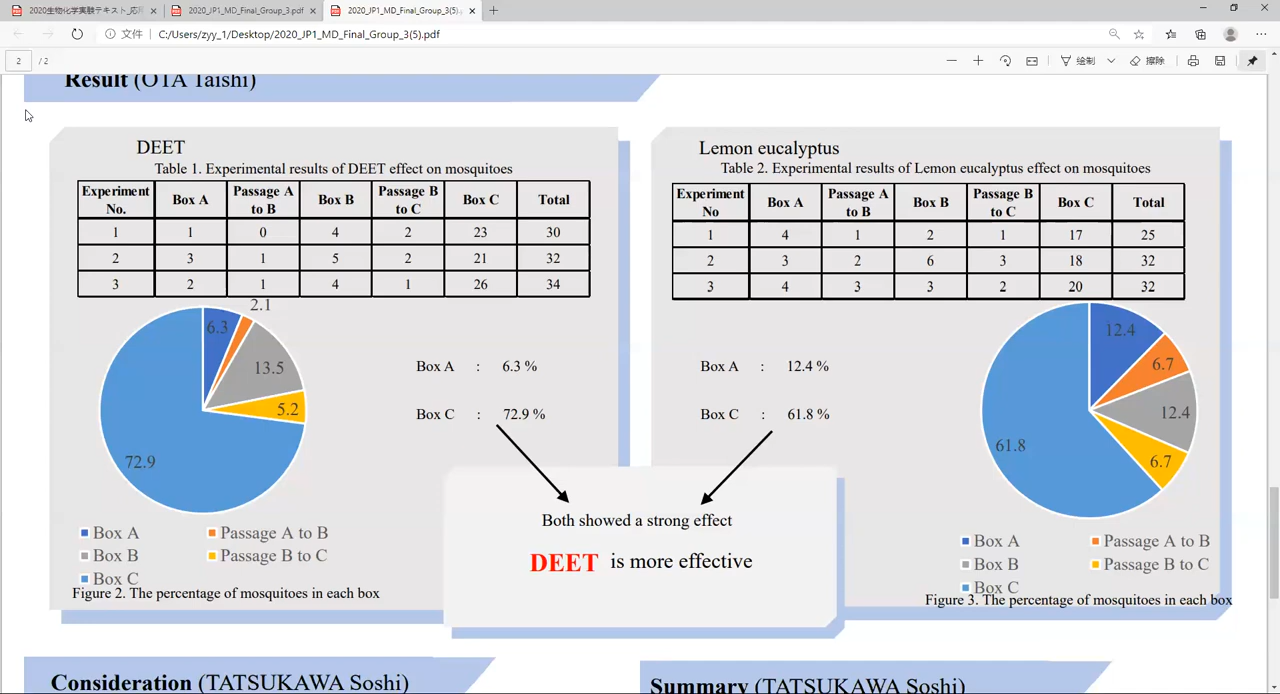 2020生物化学実験テキスト_応用
2020_JP1_MD_Final_Group_3.pdf
2020_JP1_MD_Final_Group_3(5).p
文件 C:/Users/zyy_1/Desktop/2020_JP1_MD_Final_Group_3(5).pdf
2 / 2 绘制 擦除
Result (OTA Taishi)
DEET
Table 1. Experimental results of DEET effect on mosquitoes
Experiment No. Box A Passage A to B Box B Passage B to C Box C Total
1 1 0 4 2 23 30
2 3 1 5 2 21 32
3 2 1 4 1 26 34
6.3
2.1
13.5
5.2
72.9
Box A : 6.3 %
Box C : 72.9 %
Box A Passage A to B
Box B Passage B to C
Box C
Figure 2. The percentage of mosquitoes in each box
Lemon eucalyptus
Table 2. Experimental results of Lemon eucalyptus effect on mosquitoes
Experiment No Box A Passage A to B Box B Passage B to C Box C Total
1 4 1 2 1 17 25
2 3 2 6 3 18 32
3 4 3 3 2 20 32
Box A : 12.4 %
Box C : 61.8 %
12.4
6.7
12.4
6.7
61.8
Box A Passage A to B
Box B Passage B to C
Box C
Figure 3. The percentage of mosquitoes in each box
Both showed a strong effect
DEET is more effective
Consideration (TATSUKAWA Soshi)
Summary (TATSUKAWA Soshi)